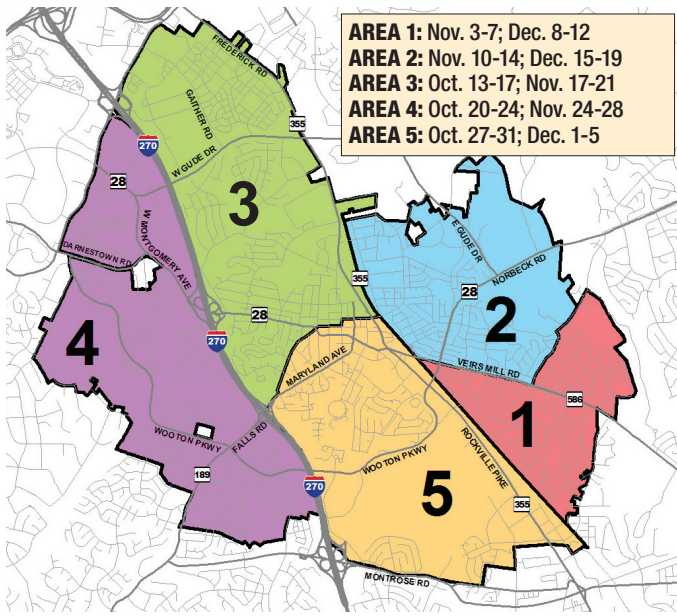 AREA 1: Nov. 3-7; Dec. 8-12
AREA 2: Nov. 10-14; Dec. 15-19
AREA 3: Oct. 13-17; Nov. 17-21
AREA 4: Oct. 20-24; Nov. 24-28
AREA 5: Oct. 27-31; Dec. 1-5
FREDERICK RD
GAITHER RD
355
270
W GUDE DR
28
3
W MONTGOMERY AVE
E GUDE DR
DARNESTOWN RD
NORBECK RD
355
28
28
2
270
4
MARYLAND AVE
VEIRS MILL RD
586
1
FALLS RD
WOOTON PKWY
ROCKVILLE PIKE
WOOTON PKWY
189
270
5
355
MONTROSE RD